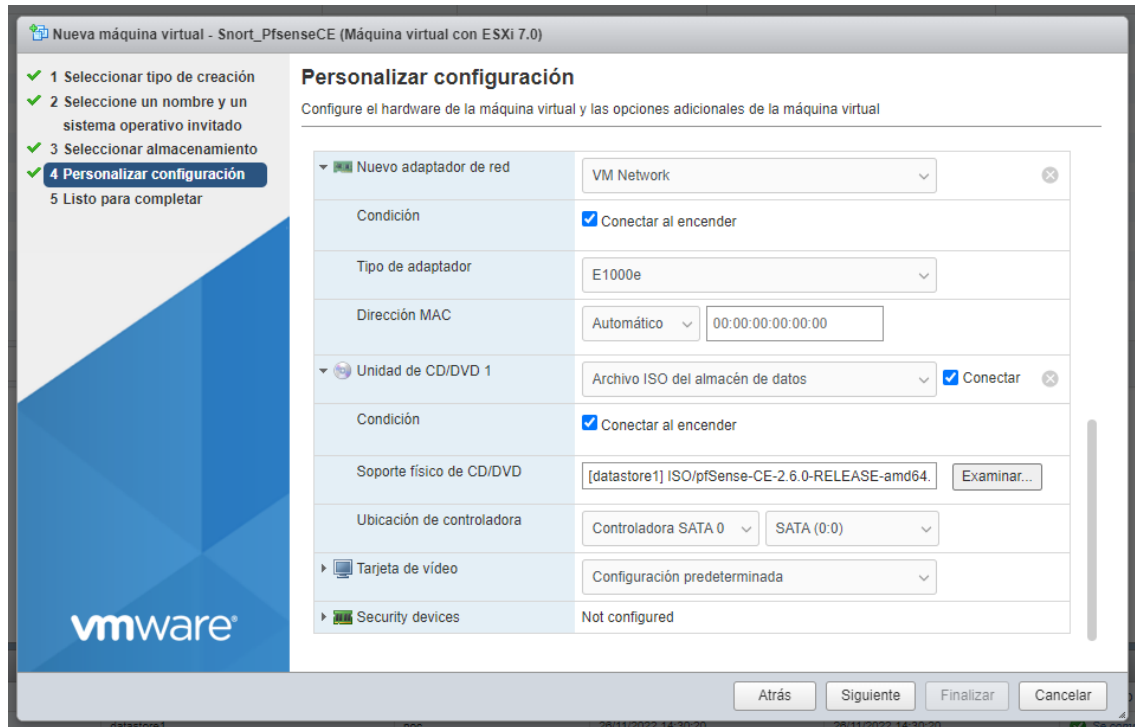 Nueva máquina virtual - Snort_PfsenseCE (Máquina virtual con ESXi 7.0)
1 Seleccionar tipo de creación
2 Seleccione un nombre y un
sistema operativo invitado
3 Seleccionar almacenamiento
4 Personalizar configuración
5 Listo para completar
Personalizar configuración
Configure el hardware de la máquina virtual y las opciones adicionales de la máquina virtual
Nuevo adaptador de red VM Network
Condición Conectar al encender
Tipo de adaptador E1000e
Dirección MAC Automático 00:00:00:00:00:00
Unidad de CD/DVD 1 Archivo ISO del almacén de datos Conectar
Condición Conectar al encender
Soporte físico de CD/DVD [datastore1] ISO/pfSense-CE-2.6.0-RELEASE-amd64. Examinar...
Ubicación de controladora Controladora SATA 0 SATA (0:0)
Tarjeta de vídeo Configuración predeterminada
Security devices Not configured
vmware®
Atrás Siguiente Finalizar Cancelar